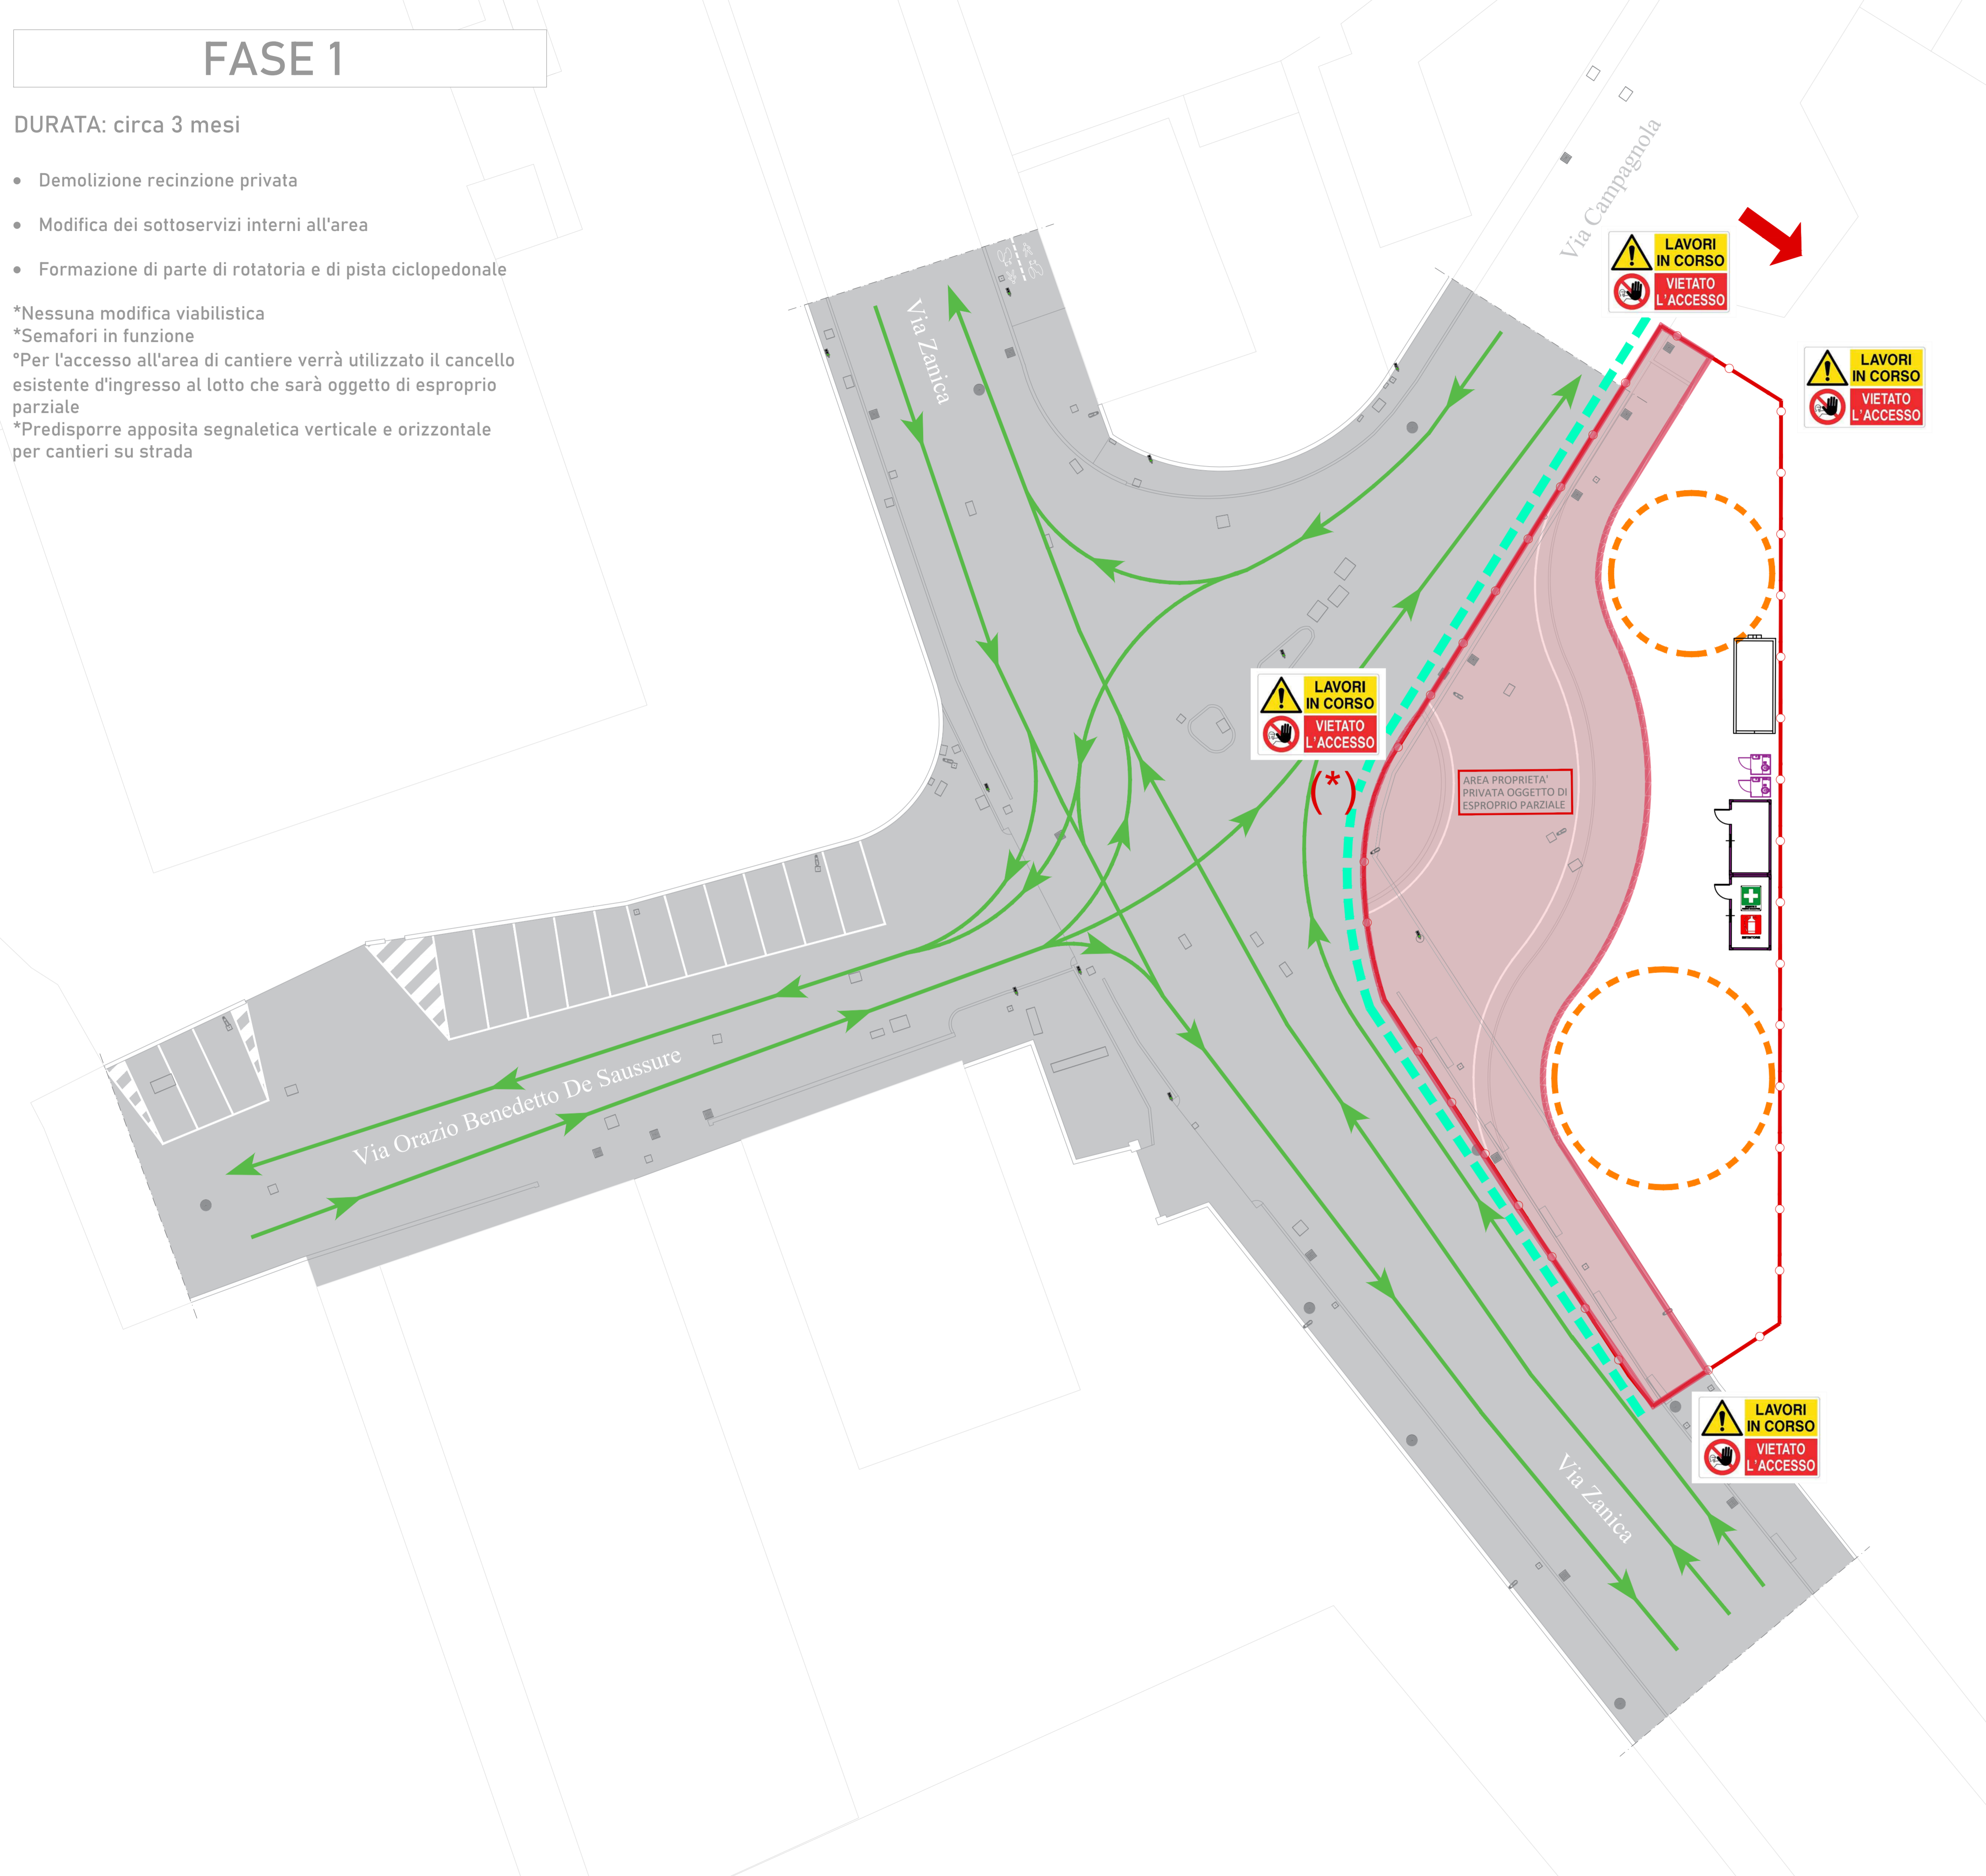 FASE 1
DURATA: circa 3 mesi
• Demolizione recinzione privata
• Modifica dei sottoservizi interni all'area
• Formazione di parte di rotatoria e di pista ciclopedonale
*Nessuna modifica viabilistica
*Semafori in funzione
°Per l'accesso all'area di cantiere verrà utilizzato il cancello
esistente d'ingresso al lotto che sarà oggetto di esproprio
parziale
*Predisporre apposita segnaletica verticale e orizzontale
per cantieri su strada
Via Campagnola
LAVORI
IN CORSO
VIETATO
L'ACCESSO
Via Zanica
LAVORI
IN CORSO
VIETATO
L'ACCESSO
LAVORI
IN CORSO
VIETATO
L'ACCESSO
(*)
AREA PROPRIETA'
PRIVATA OGGETTO DI
ESPROPRIO PARZIALE
Via Orazio Benedetto De Saussure
LAVORI
IN CORSO
VIETATO
L'ACCESSO
Via Zanica